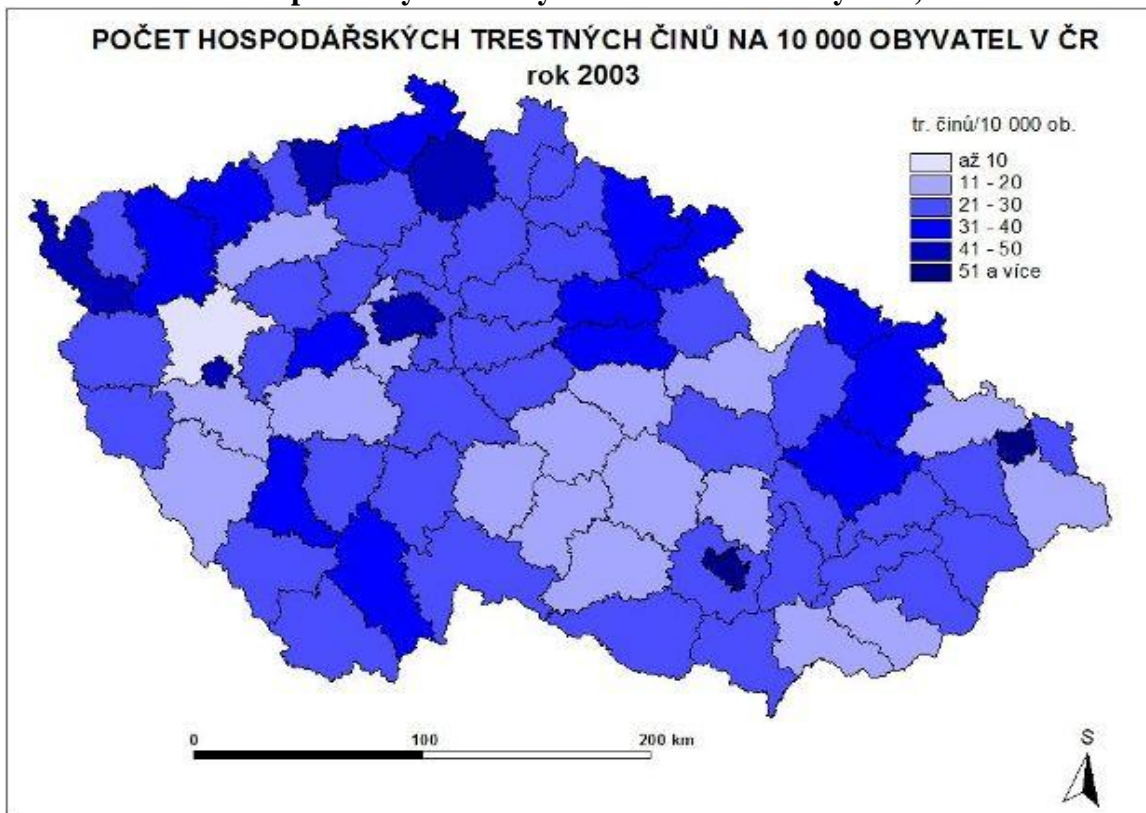 POČET HOSPODÁŘSKÝCH TRESTNÝCH ČINŮ NA 10 000 OBYVATEL V ČR
rok 2003
tr. činů/10 000 ob.
až 10
11 - 20
21 - 30
31 - 40
41 - 50
51 a více
0 100 200 km
S